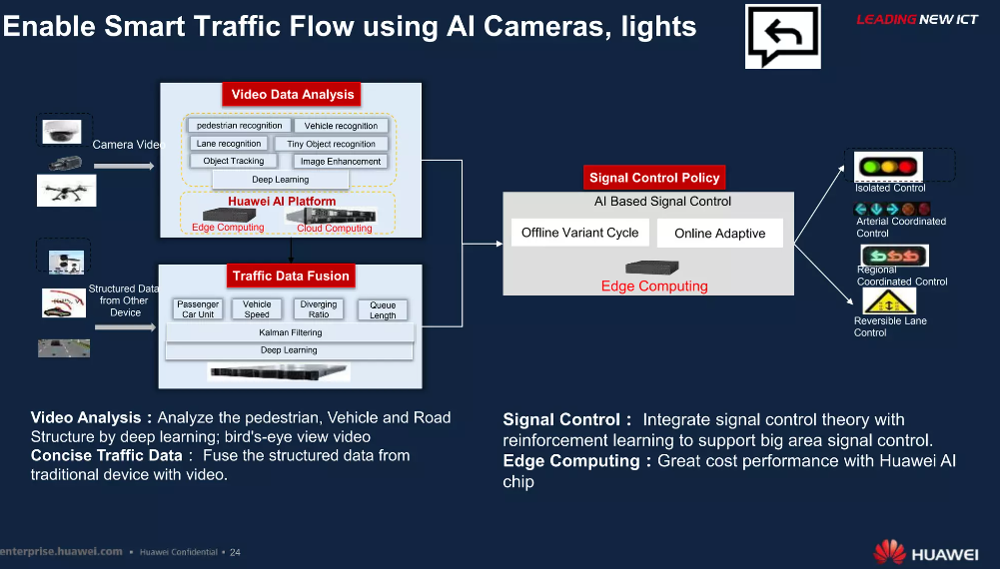 Enable Smart Traffic Flow using AI Cameras, lights
LEADING NEW ICT
Video Data Analysis
pedestrian recognition
Vehicle recognition
Lane recognition
Tiny Object recognition
Object Tracking
Image Enhancement
Deep Learning
Camera Video
Huawei AI Platform
Edge Computing
Cloud Computing
Traffic Data Fusion
Structured Data
from Other
Device
Passenger
Car Unit
Vehicle
Speed
Diverging
Ratio
Queue
Length
Kalman Filtering
Deep Learning
Signal Control Policy
AI Based Signal Control
Offline Variant Cycle
Online Adaptive
Edge Computing
Isolated Control
Arterial Coordinated
Control
Regional
Coordinated Control
Reversible Lane
Control
Video Analysis：Analyze the pedestrian, Vehicle and Road
Structure by deep learning; bird's-eye view video
Concise Traffic Data： Fuse the structured data from
traditional device with video.
Signal Control： Integrate signal control theory with
reinforcement learning to support big area signal control.
Edge Computing：Great cost performance with Huawei AI
chip
enterprise.huawei.com ▪ Huawei Confidential ▪ 24
HUAWEI